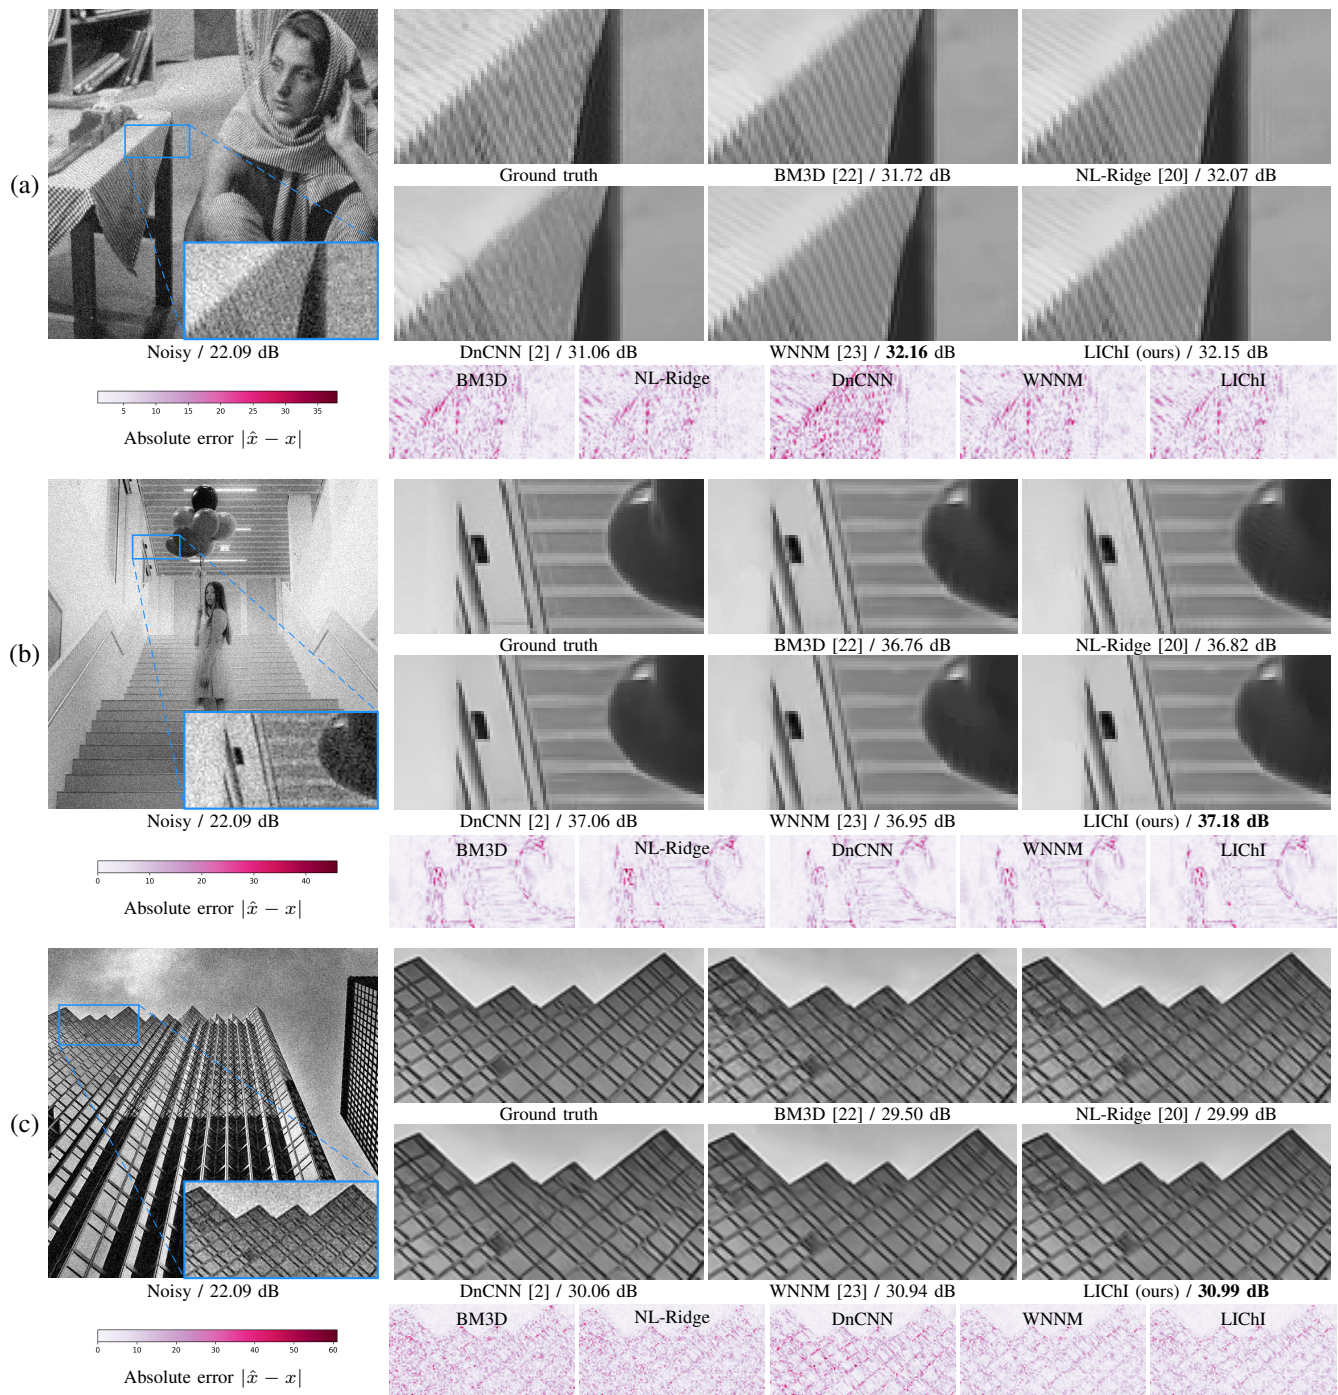 (a)
Ground truth
BM3D [22] / 31.72 dB
NL-Ridge [20] / 32.07 dB
Noisy / 22.09 dB
DnCNN [2] / 31.06 dB
WNNM [23] / 32.16 dB
LIChI (ours) / 32.15 dB
5 10 15 20 25 30 35
Absolute error |x̂ − x|
BM3D
NL-Ridge
DnCNN
WNNM
LIChI
(b)
Ground truth
BM3D [22] / 36.76 dB
NL-Ridge [20] / 36.82 dB
Noisy / 22.09 dB
DnCNN [2] / 37.06 dB
WNNM [23] / 36.95 dB
LIChI (ours) / 37.18 dB
0 10 20 30 40
Absolute error |x̂ − x|
BM3D
NL-Ridge
DnCNN
WNNM
LIChI
(c)
Ground truth
BM3D [22] / 29.50 dB
NL-Ridge [20] / 29.99 dB
Noisy / 22.09 dB
DnCNN [2] / 30.06 dB
WNNM [23] / 30.94 dB
LIChI (ours) / 30.99 dB
0 10 20 30 40 50 60
Absolute error |x̂ − x|
BM3D
NL-Ridge
DnCNN
WNNM
LIChI